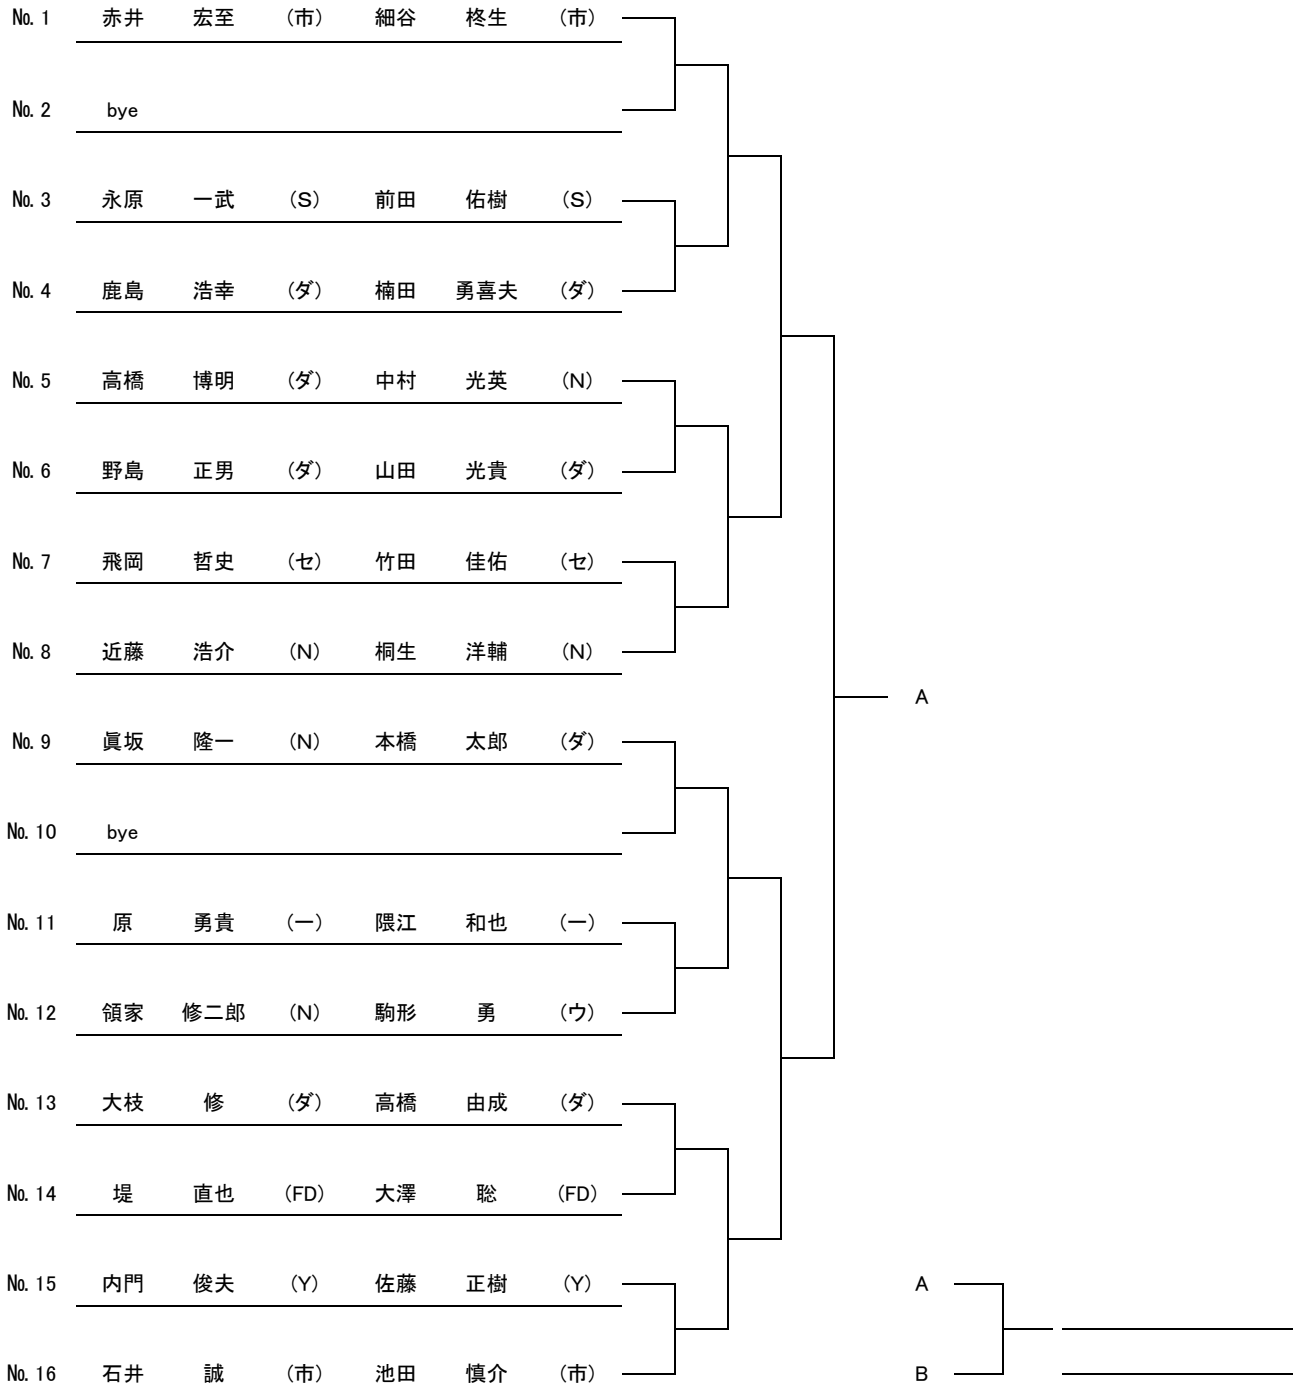 № 1 赤井 宏至 (市) 細谷 柊生 (市)
№ 2 bye
№ 3 永原 一武 (S) 前田 佑樹 (S)
№ 4 鹿島 浩幸 (ダ) 楠田 勇喜夫 (ダ)
№ 5 高橋 博明 (ダ) 中村 光英 (N)
№ 6 野島 正男 (ダ) 山田 光貴 (ダ)
№ 7 飛岡 哲史 (セ) 竹田 佳佑 (セ)
№ 8 近藤 浩介 (N) 桐生 洋輔 (N)
A
№ 9 眞坂 隆一 (N) 本橋 太郎 (ダ)
№ 10 bye
№ 11 原 勇貴 (一) 隈江 和也 (一)
№ 12 領家 修二郎 (N) 駒形 勇 (ウ)
№ 13 大枝 修 (ダ) 高橋 由成 (ダ)
№ 14 堤 直也 (FD) 大澤 聡 (FD)
№ 15 内門 俊夫 (Y) 佐藤 正樹 (Y) A
№ 16 石井 誠 (市) 池田 慎介 (市) B